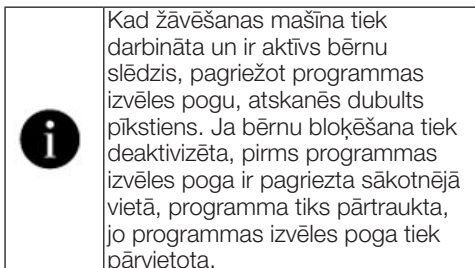 Kad žāvēšanas mašīna tiek
darbināta un ir aktīvs bērnu
slēdzis, pagriežot programmas
izvēles pogu, atskanēs dubults
pīkstiens. Ja bērnu bloķēšana tiek
deaktivizēta, pirms programmas
izvēles poga ir pagriezta sākotnējā
vietā, programma tiks pārtraukta,
jo programmas izvēles poga tiek
pārvietota.